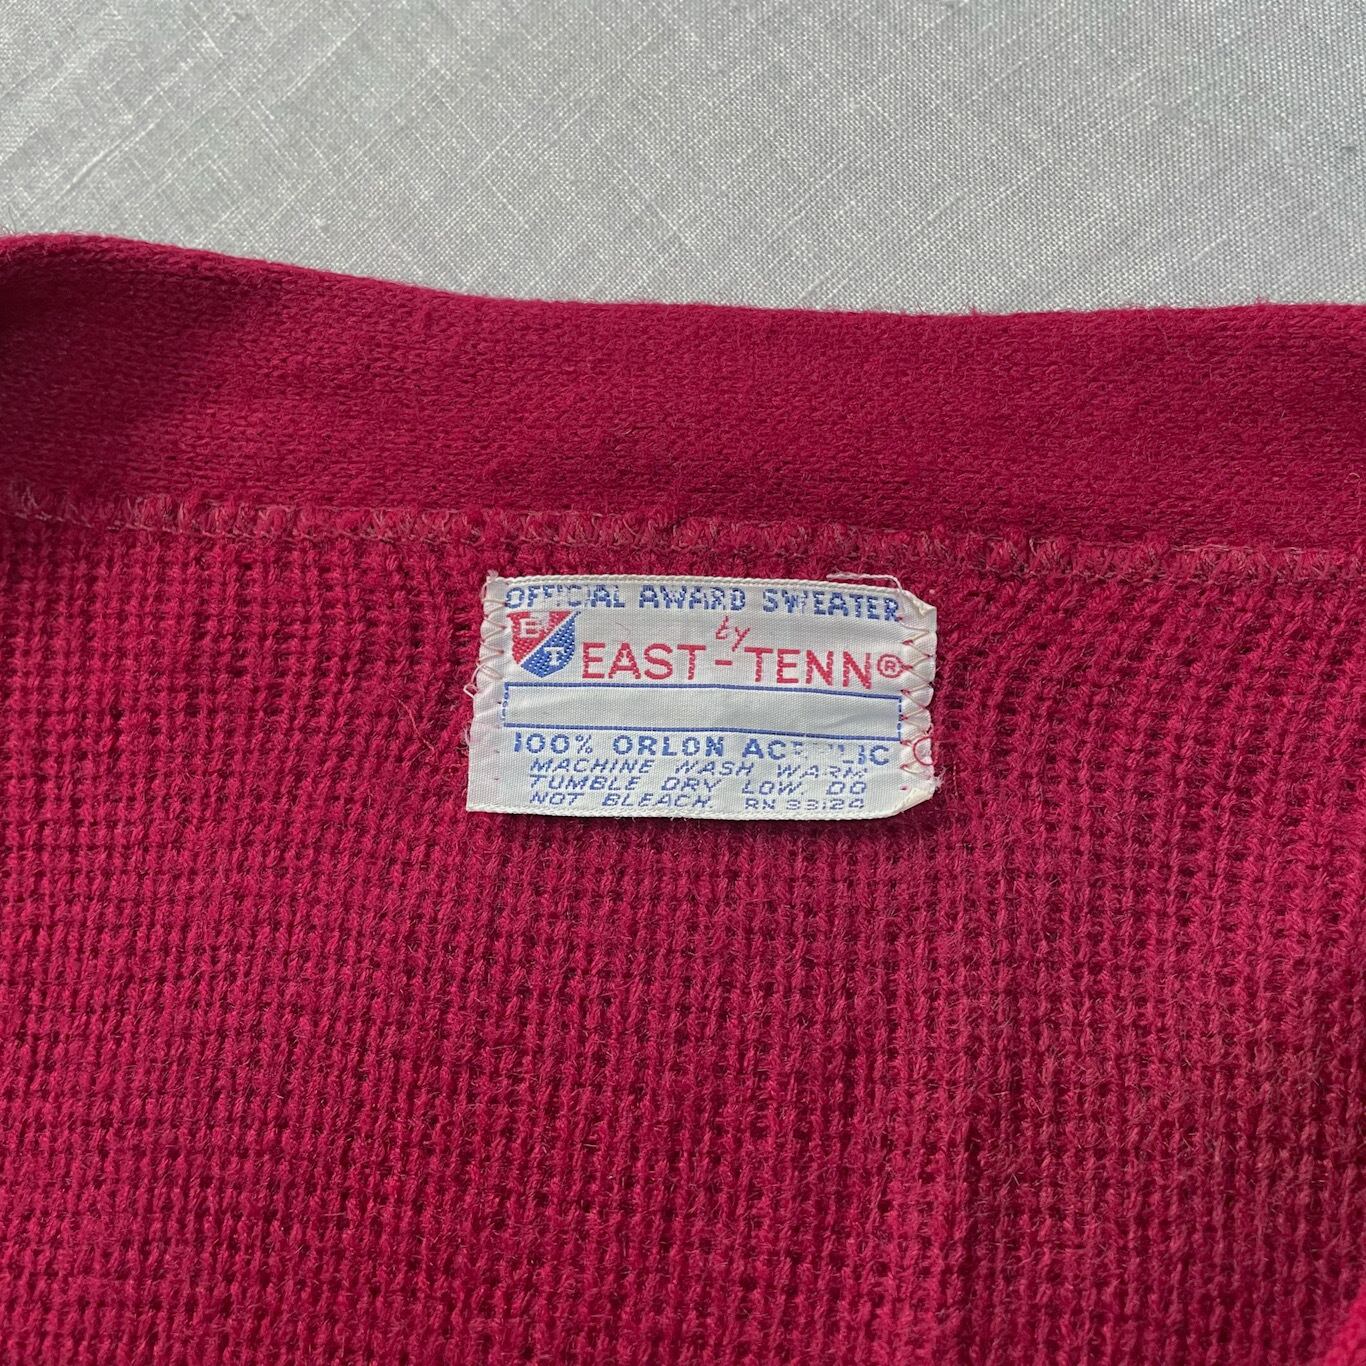 OFFICIAL AWARD SWEATER
by
ET
EAST-TENN®
100% ORLON ACRYLIC
MACHINE WASH WARM
TUMBLE DRY LOW. DO
NOT BLEACH. RN 33124